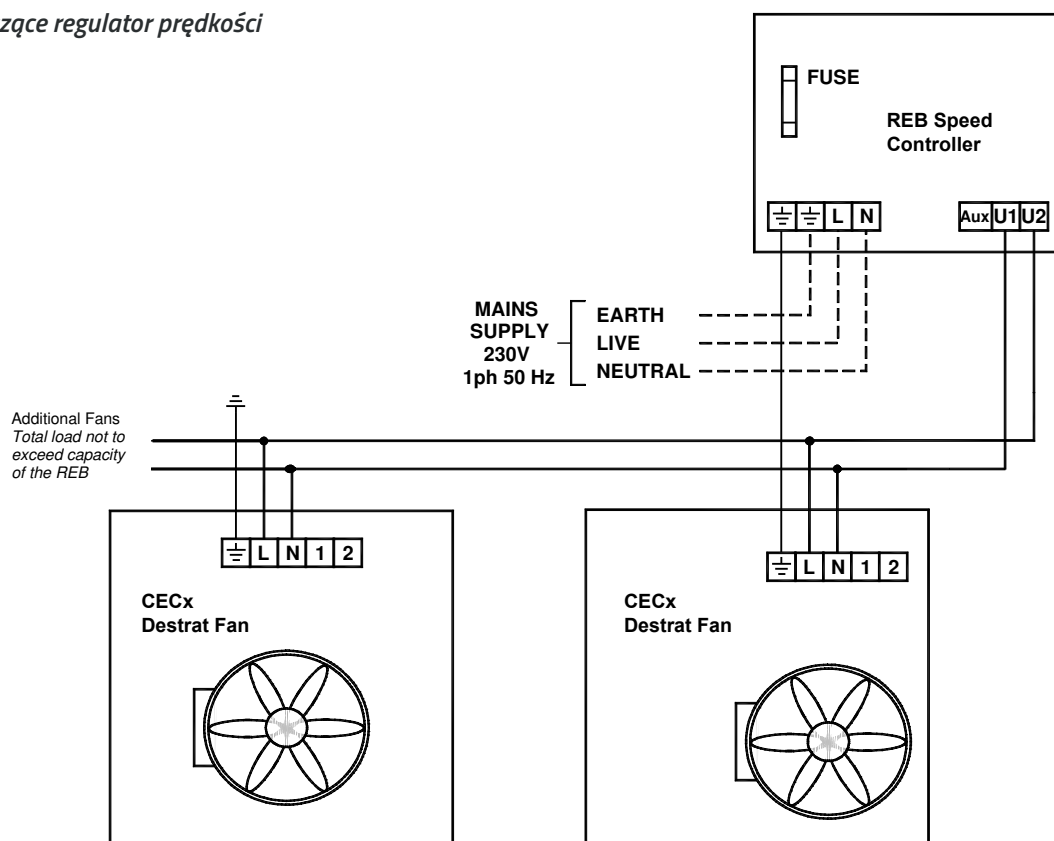 zące regulator prędkości
FUSE
REB Speed
Controller
L N
Aux U1 U2
MAINS
SUPPLY
230V
1ph 50 Hz
EARTH
LIVE
NEUTRAL
Additional Fans
Total load not to
exceed capacity
of the REB
L N 1 2
CECx
Destrat Fan
L N 1 2
CECx
Destrat Fan